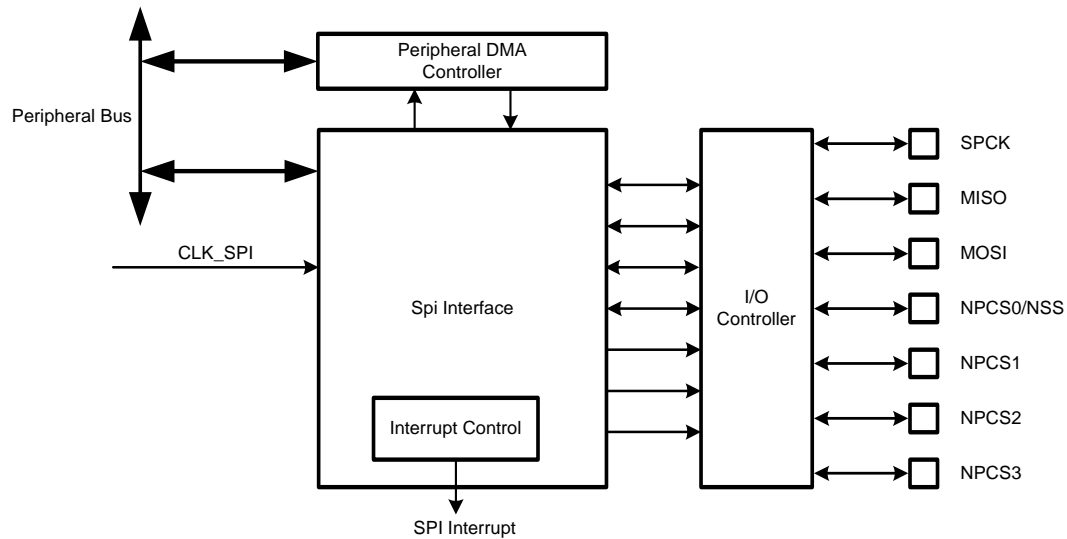 Peripheral DMA
Controller
Peripheral Bus
CLK_SPI
Spi Interface
Interrupt Control
SPI Interrupt
I/O
Controller
SPCK
MISO
MOSI
NPCS0/NSS
NPCS1
NPCS2
NPCS3